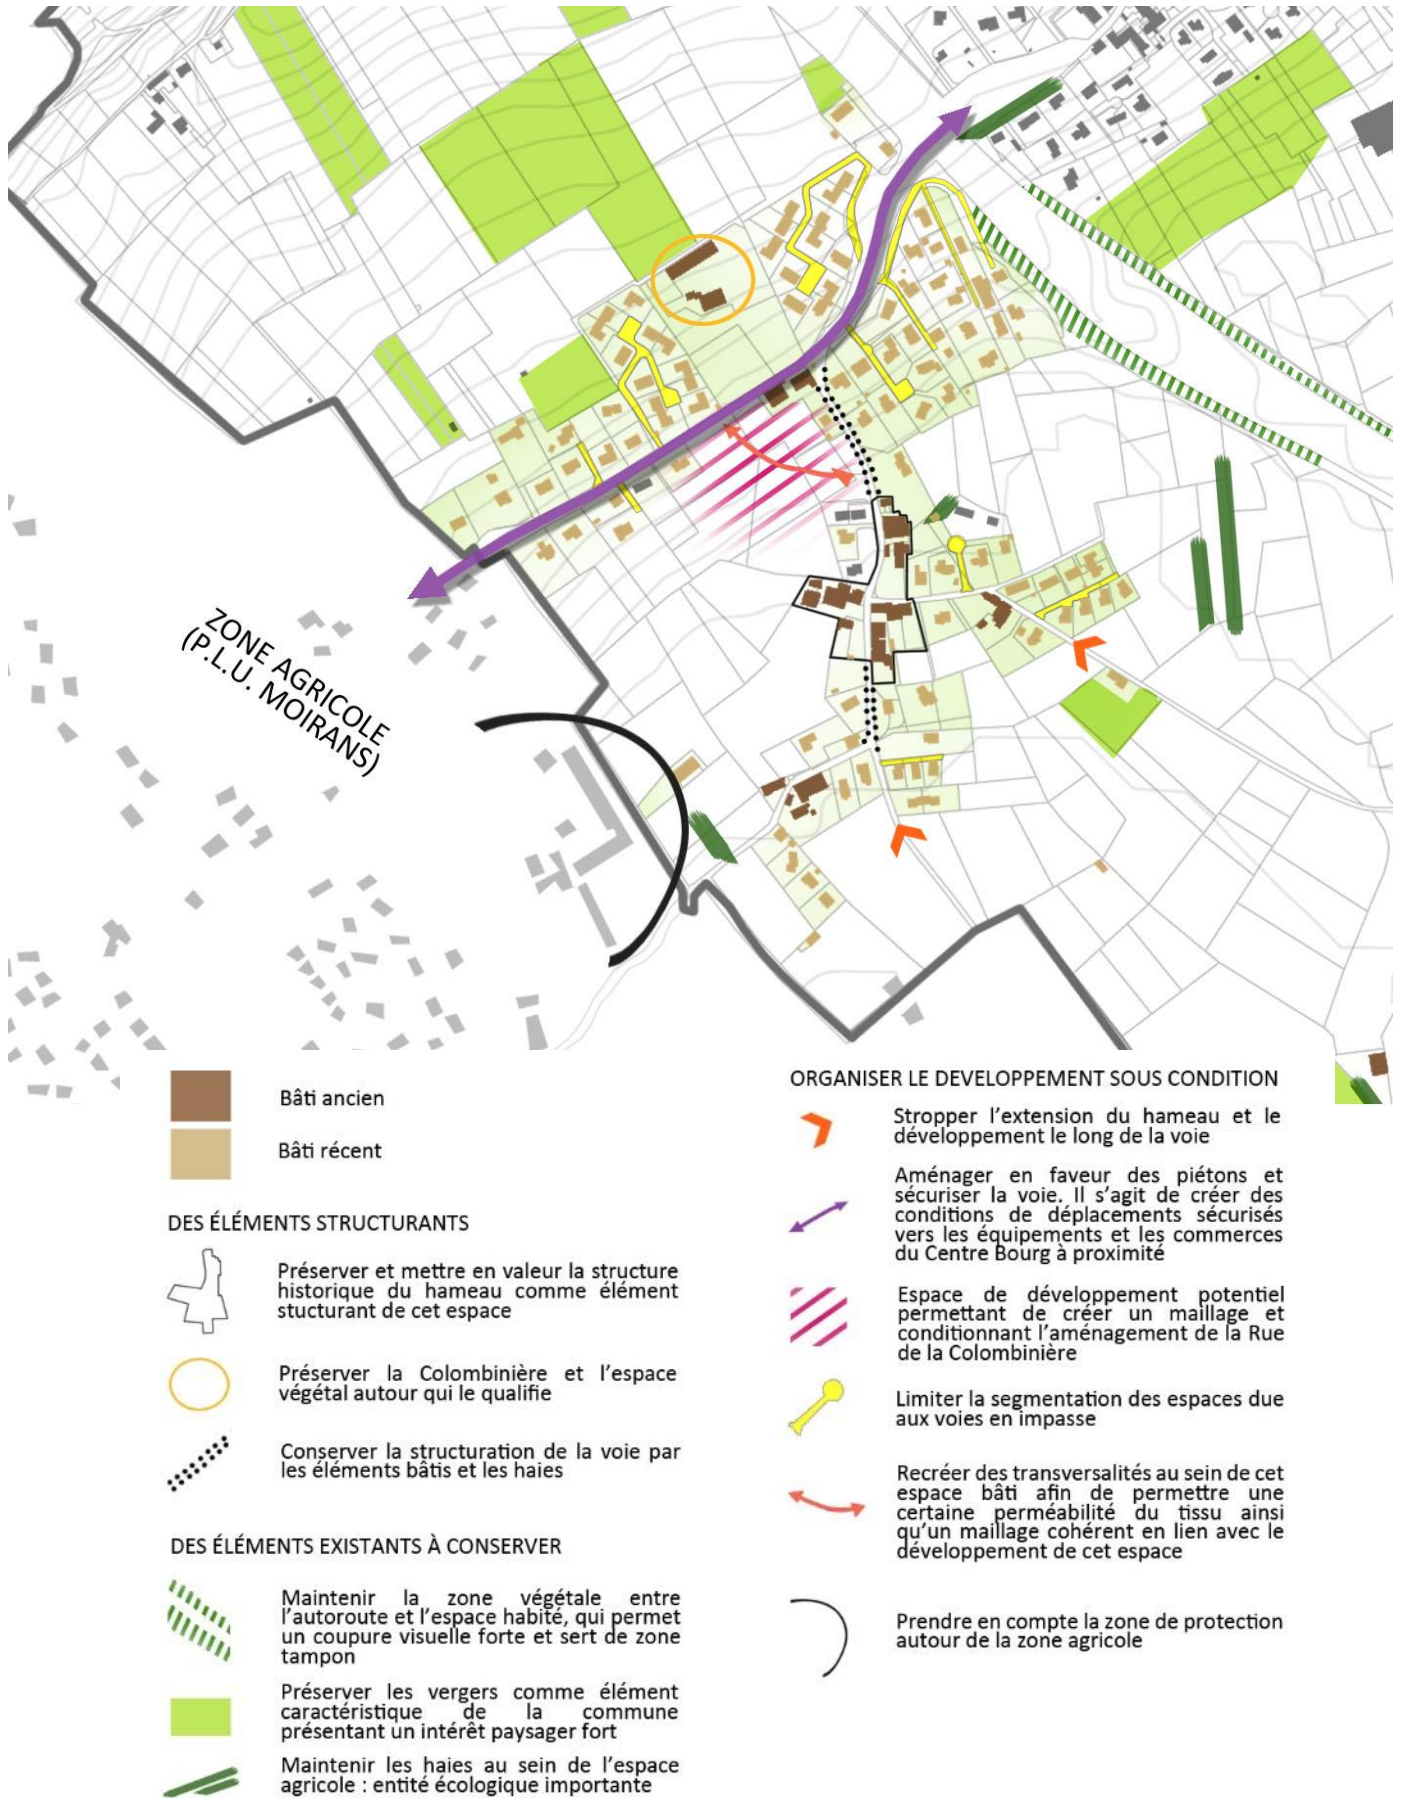 ZONE AGRICOLE
(P.L.U. MOIRANS)
Bâti ancien
Bâti récent
DES ÉLÉMENTS STRUCTURANTS
Préserver et mettre en valeur la structure
historique du hameau comme élément
stucturant de cet espace
Préserver la Colombinière et l'espace
végétal autour qui le qualifie
Conserver la structuration de la voie par
les éléments bâtis et les haies
DES ÉLÉMENTS EXISTANTS À CONSERVER
Maintenir la zone végétale entre
l'autoroute et l'espace habité, qui permet
un coupure visuelle forte et sert de zone
tampon
Préserver les vergers comme élément
caractéristique de la commune
présentant un intérêt paysager fort
Maintenir les haies au sein de l'espace
agricole : entité écologique importante
ORGANISER LE DEVELOPPEMENT SOUS CONDITION
Stropper l'extension du hameau et le
développement le long de la voie
Aménager en faveur des piétons et
sécuriser la voie. Il s'agit de créer des
conditions de déplacements sécurisés
vers les équipements et les commerces
du Centre Bourg à proximité
Espace de développement potentiel
permettant de créer un maillage et
conditionnant l'aménagement de la Rue
de la Colombinière
Limiter la segmentation des espaces due
aux voies en impasse
Recréer des transversalités au sein de cet
espace bâti afin de permettre une
certaine perméabilité du tissu ainsi
qu'un maillage cohérent en lien avec le
développement de cet espace
Prendre en compte la zone de protection
autour de la zone agricole